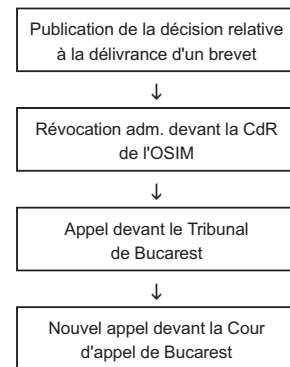 Publication de la décision relative
à la délivrance d'un brevet
↓
Révocation adm. devant la CdR
de l'OSIM
↓
Appel devant le Tribunal
de Bucarest
↓
Nouvel appel devant la Cour
d'appel de Bucarest